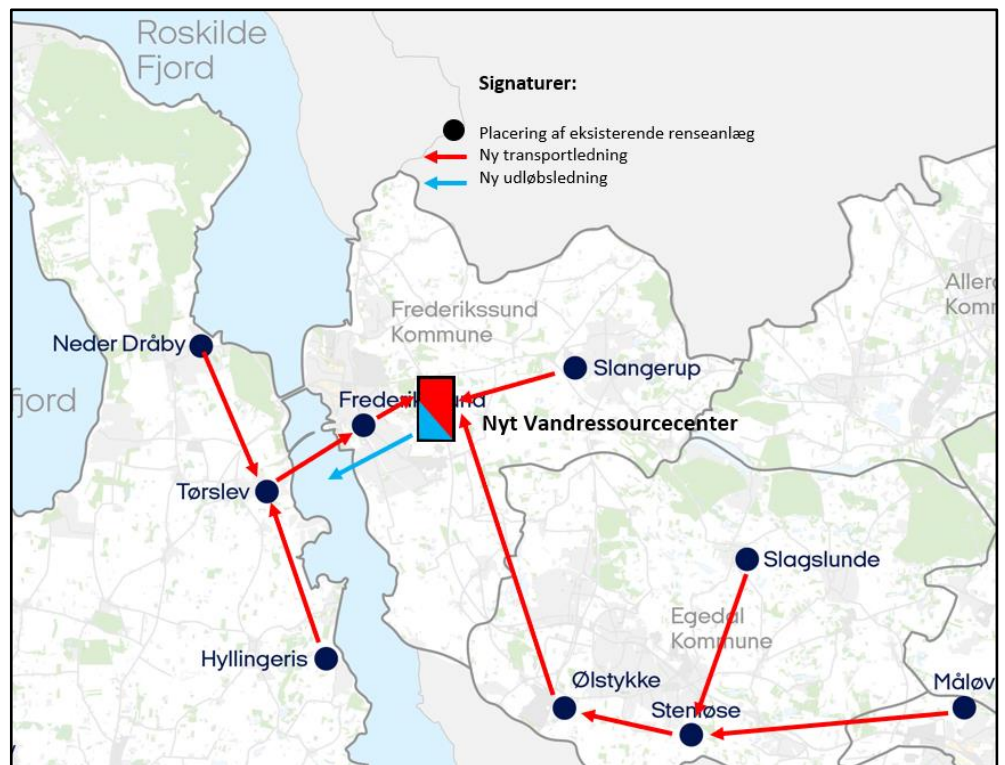 Roskilde
Fjord
Signaturer:
Placering af eksisterende renseanlæg
Ny transportledning
Ny udløbsledning
Frederikssund
Kommune
Neder Dråby
Slangerup
fjord
Nyt Vandressourcecenter
Tørslev
Slagslunde
Egedal
Kommune
Hyllingeris
Ølstykke
Stenløse
Måløv